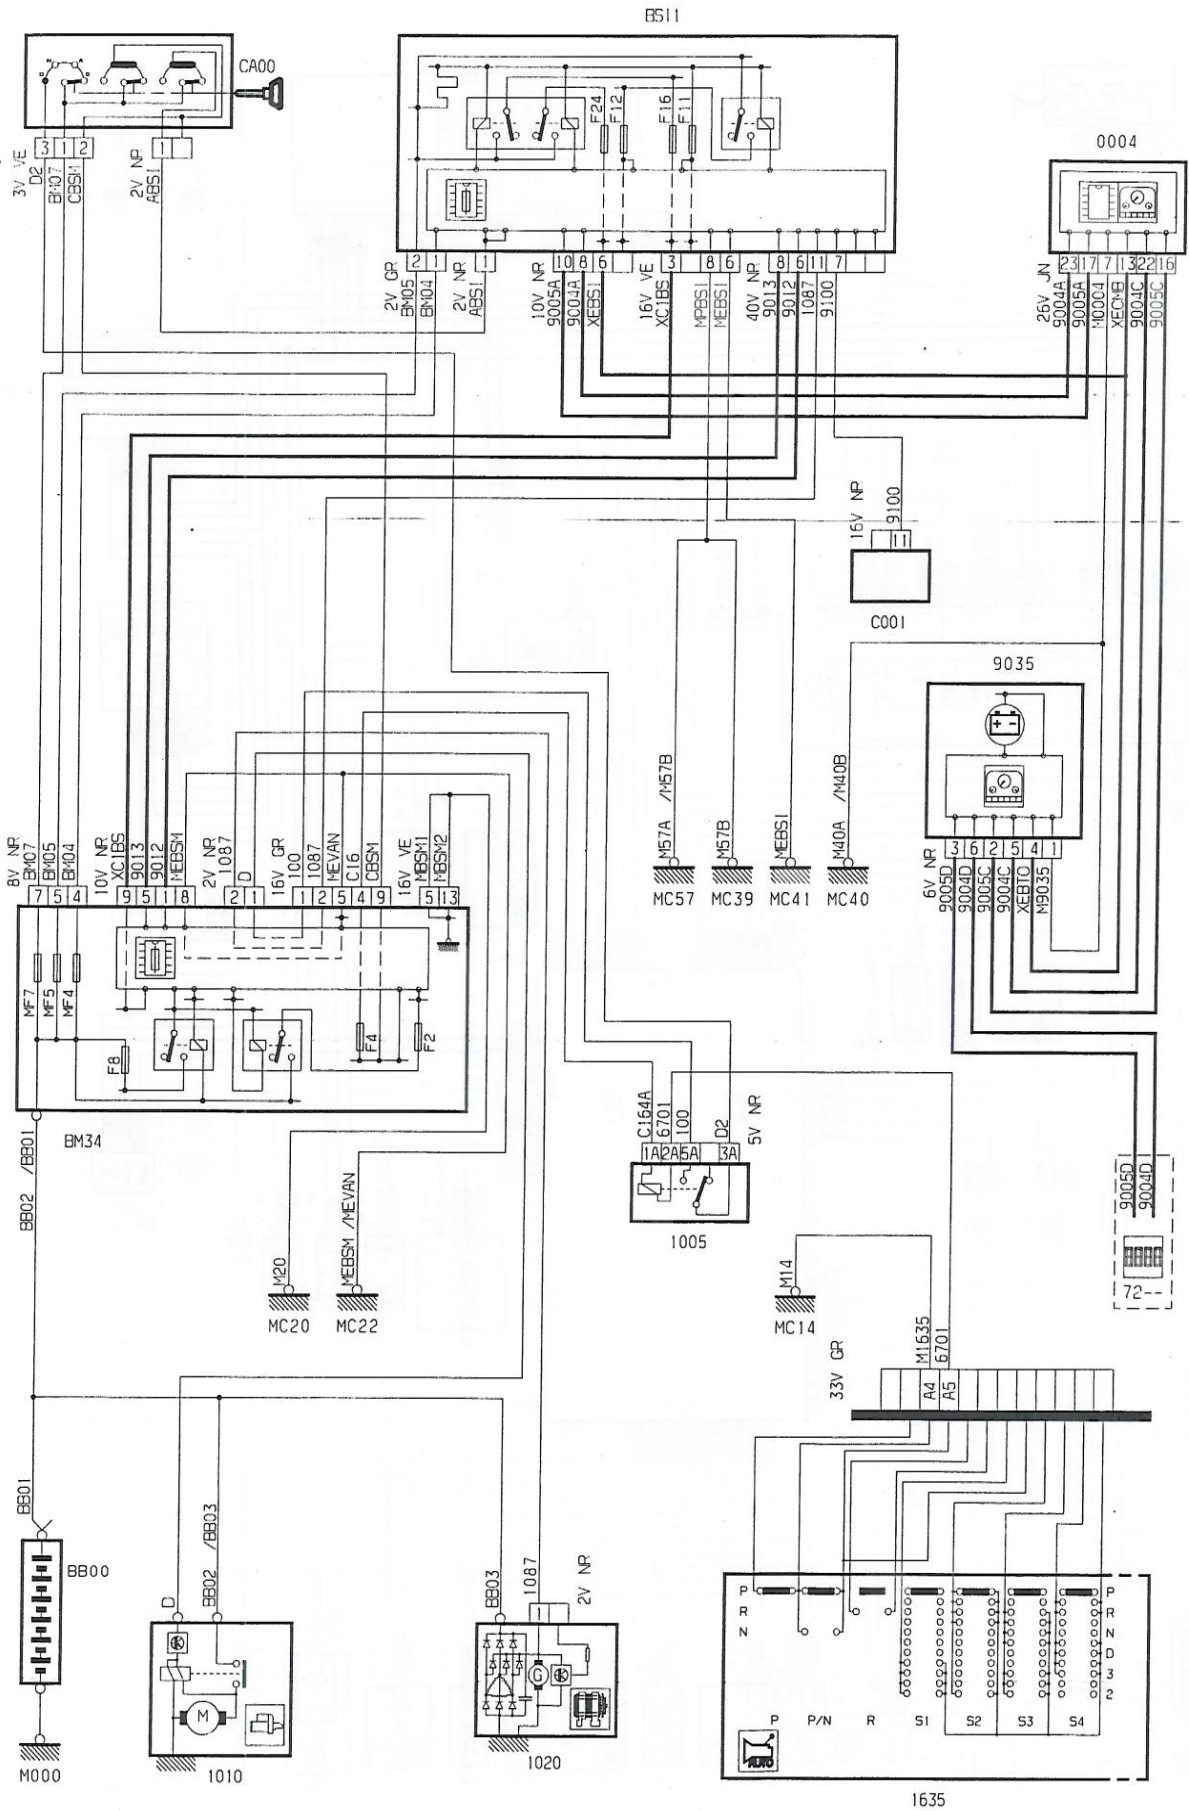 BSI1
CA00
3 1 2
1
3V VE
D2
BM07
CBSM
2V NR
ABS1
F24
F12
F16
F11
0004
2 1
1
10 8 6
3
8 6
8 6 11 7
23 17 7 13 22 16
2V GR
BM05
BM04
2V NR
ABS1
10V NR
9005A
9004A
XEBS1
16V VE
XC1BS
MPBS1
MEBS1
40V NR
9013
9012
1087
9100
26V JN
9004A
9005A
M0004
XECMB
9004C
9005C
16V NR
9100
11
C001
9035
+ -
3 6 2 5 4 1
6V NR
9005D
9004D
9005C
9004C
XEBTO
M9035
M57A /M57B
M57B
MEBS1
M40A /M40B
MC57
MC39
MC41
MC40
8V NR
BM07
BM05
BM04
10V NR
XC1BS
9013
9012
MEBSM
2V NR
1087
D
16V GR
100
1087
MEVAN
C16
CBSM
16V VE
MBSM1
MBSM2
7 5 4
9 5 1 8
2 1
1 2 5 4 9
5 13
MF7
MF5
MF4
F8
F4
F2
BM34
BB02 /BB01
C164A
6701
100
D2
5V NR
1A 2A 5A 3A
1005
9005D
9004D
72--
M20
MEBSM /MEVAN
MC20
MC22
M14
MC14
33V GR
M1635
6701
A4 A5
BB01
BB00
M000
D
BB02 /BB03
M
1010
BB03
1087
2V NR
1
G
1020
P
R
N
P
R
N
D
3
2
P P/N R S1 S2 S3 S4
AUTO
1635